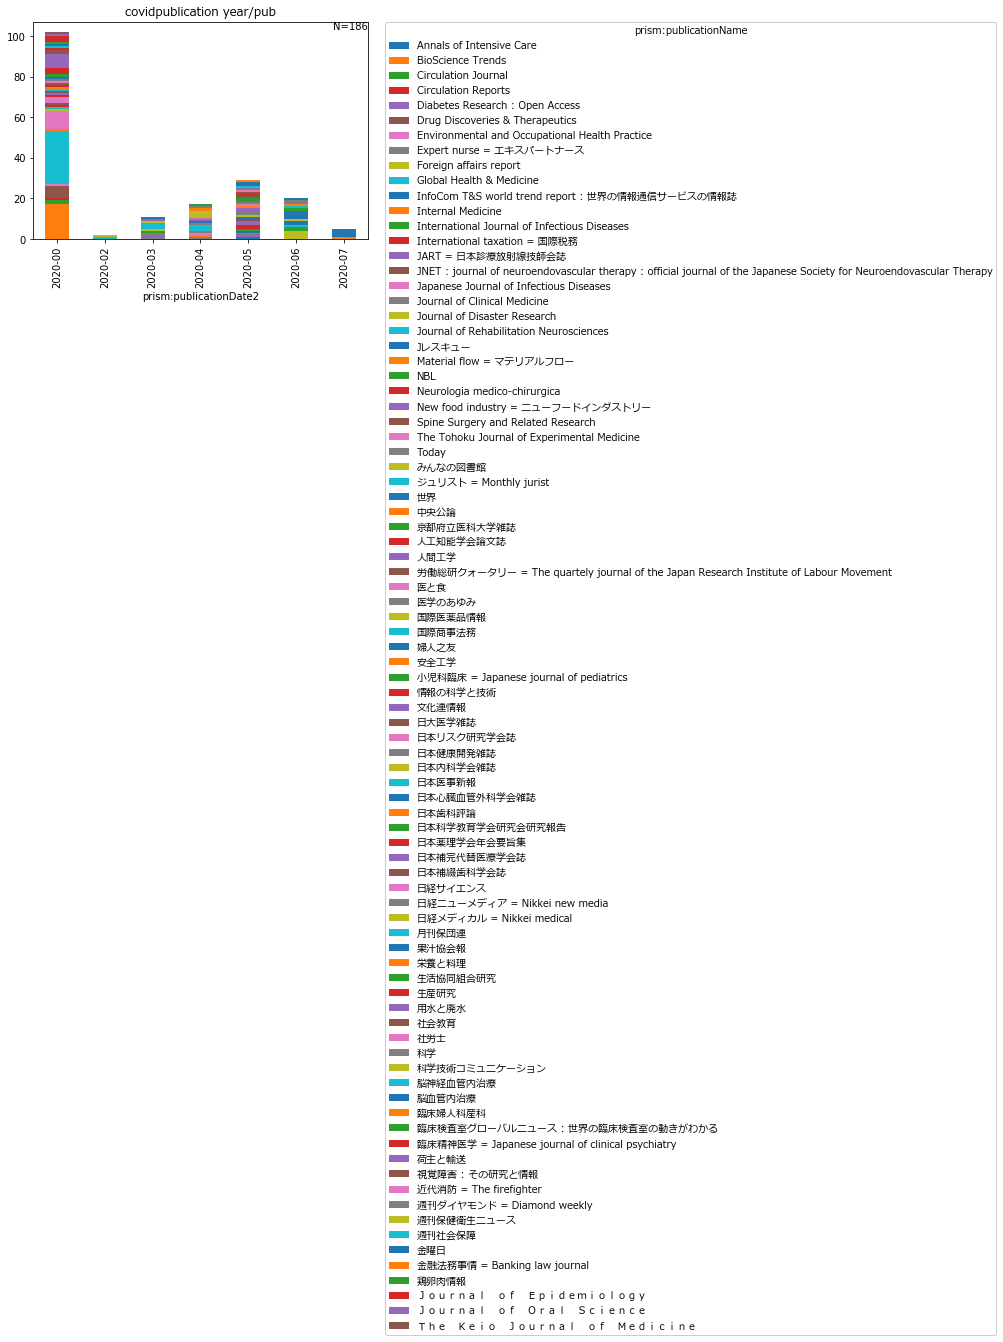 covidpublication year/pub
N=186
100
80
60
40
20
0
2020-00
2020-02
2020-03
2020-04
2020-05
2020-06
2020-07
prism:publicationDate2
prism:publicationName
Annals of Intensive Care
BioScience Trends
Circulation Journal
Circulation Reports
Diabetes Research : Open Access
Drug Discoveries & Therapeutics
Environmental and Occupational Health Practice
Expert nurse = エキスパートナース
Foreign affairs report
Global Health & Medicine
InfoCom T&S world trend report : 世界の情報通信サービスの情報誌
Internal Medicine
International Journal of Infectious Diseases
International taxation = 国際税務
JART = 日本診療放射線技師会誌
JNET : journal of neuroendovascular therapy : official journal of the Japanese Society for Neuroendovascular Therapy
Japanese Journal of Infectious Diseases
Journal of Clinical Medicine
Journal of Disaster Research
Journal of Rehabilitation Neurosciences
Jレスキュー
Material flow = マテリアルフロー
NBL
Neurologia medico-chirurgica
New food industry = ニューフードインダストリー
Spine Surgery and Related Research
The Tohoku Journal of Experimental Medicine
Today
みんなの図書館
ジュリスト = Monthly jurist
世界
中央公論
京都府立医科大学雑誌
人工知能学会論文誌
人間工学
労働総研クォータリー = The quartely journal of the Japan Research Institute of Labour Movement
医と食
医学のあゆみ
国際医薬品情報
国際商事法務
婦人之友
安全工学
小児科臨床 = Japanese journal of pediatrics
情報の科学と技術
文化連情報
日大医学雑誌
日本リスク研究学会誌
日本健康開発雑誌
日本内科学会雑誌
日本医事新報
日本心臓血管外科学会雑誌
日本歯科評論
日本科学教育学会研究会研究報告
日本薬理学会年会要旨集
日本補完代替医療学会誌
日本補綴歯科学会誌
日経サイエンス
日経ニューメディア = Nikkei new media
日経メディカル = Nikkei medical
月刊保団連
果汁協会報
栄養と料理
生活協同組合研究
生産研究
用水と廃水
社会教育
社労士
科学
科学技術コミュニケーション
脳神経血管内治療
脳血管内治療
臨床婦人科産科
臨床検査室グローバルニュース : 世界の臨床検査室の動きがわかる
臨床精神医学 = Japanese journal of clinical psychiatry
荷主と輸送
視覚障害 : その研究と情報
近代消防 = The firefighter
週刊ダイヤモンド = Diamond weekly
週刊保健衛生ニュース
週刊社会保障
金曜日
金融法務事情 = Banking law journal
鶏卵肉情報
Ｊｏｕｒｎａｌ　ｏｆ　Ｅｐｉｄｅｍｉｏｌｏｇｙ
Ｊｏｕｒｎａｌ　ｏｆ　Ｏｒａｌ　Ｓｃｉｅｎｃｅ
Ｔｈｅ　Ｋｅｉｏ　Ｊｏｕｒｎａｌ　ｏｆ　Ｍｅｄｉｃｉｎｅ